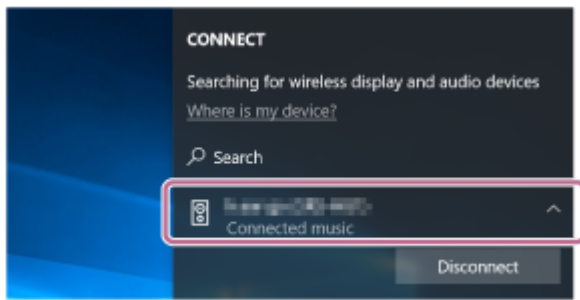 CONNECT
Searching for wireless display and audio devices
Where is my device?
Search
Connected music
Disconnect